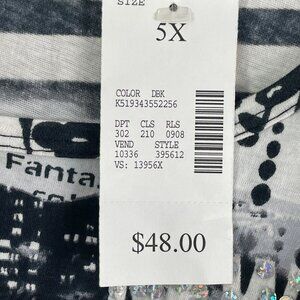 SIZE
5X
COLOR DBK
K519343552256
DPT CLS RLS
302 210 0908
VEND STYLE
10336 395612
VS: 13956X
Fanta
$48.00